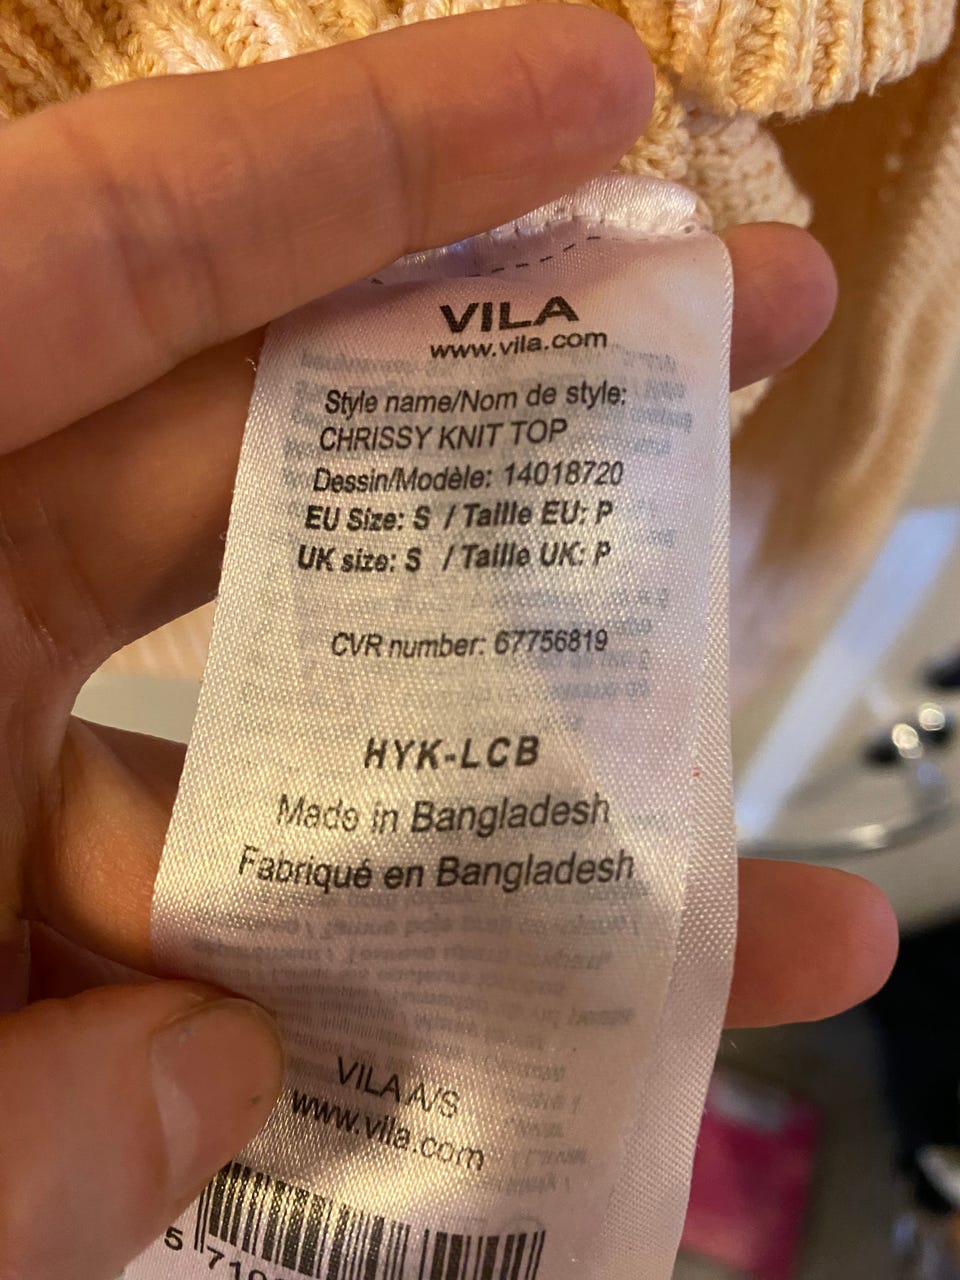 VILA
www.vila.com
Style name/Nom de style:
CHRISSY KNIT TOP
Dessin/Modèle: 14018720
EU Size: S / Taille EU: P
UK size: S / Taille UK: P
CVR number: 67756819
HYK-LCB
Made in Bangladesh
Fabriqué en Bangladesh
VILA A/S
www.vila.com
5 710